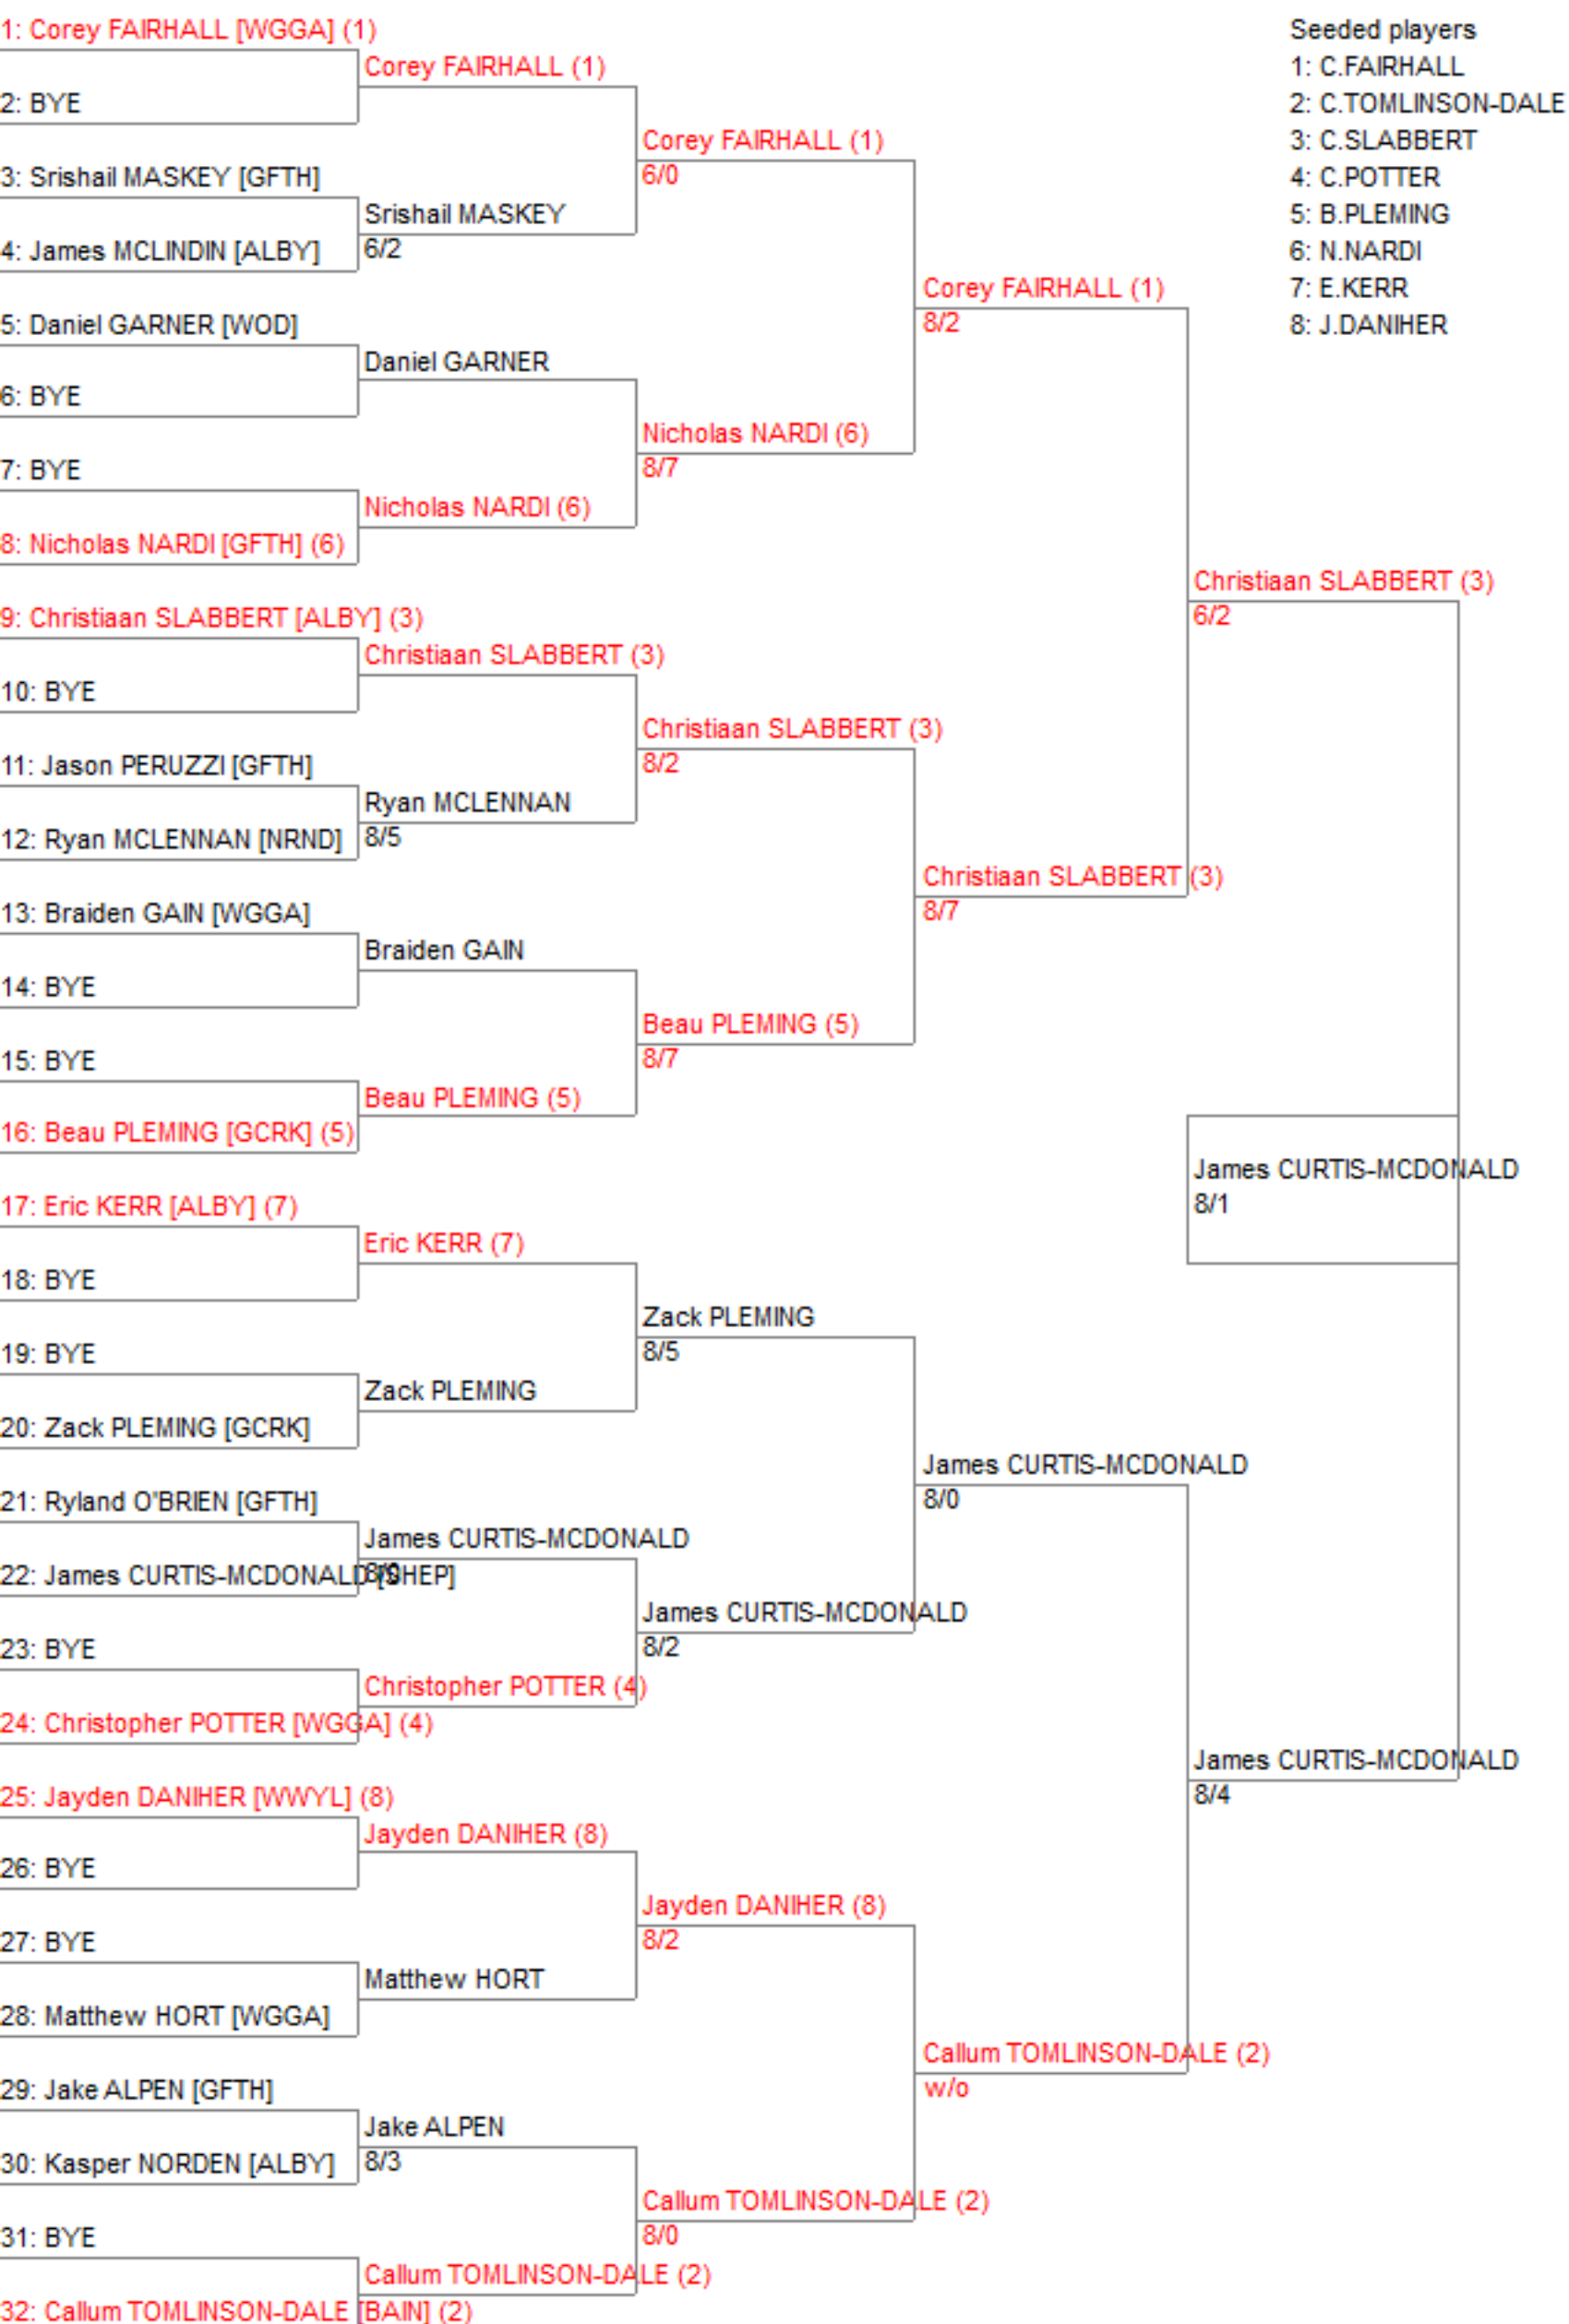 1: Corey FAIRHALL [WGGA] (1)
2: BYE
3: Srishail MASKEY [GFTH]
4: James MCLINDIN [ALBY]
5: Daniel GARNER [WOD]
6: BYE
7: BYE
8: Nicholas NARDI [GFTH] (6)
9: Christiaan SLABBERT [ALBY] (3)
10: BYE
11: Jason PERUZZI [GFTH]
12: Ryan MCLENNAN [NRND]
13: Braiden GAIN [WGGA]
14: BYE
15: BYE
16: Beau PLEMING [GCRK] (5)
17: Eric KERR [ALBY] (7)
18: BYE
19: BYE
20: Zack PLEMING [GCRK]
21: Ryland O'BRIEN [GFTH]
22: James CURTIS-MCDONALD [SHEP]
23: BYE
24: Christopher POTTER [WGGA] (4)
25: Jayden DANIHER [WWYL] (8)
26: BYE
27: BYE
28: Matthew HORT [WGGA]
29: Jake ALPEN [GFTH]
30: Kasper NORDEN [ALBY]
31: BYE
32: Callum TOMLINSON-DALE [BAIN] (2)
Corey FAIRHALL (1)
Srishail MASKEY
6/2
Daniel GARNER
Nicholas NARDI (6)
Christiaan SLABBERT (3)
Ryan MCLENNAN
8/5
Braiden GAIN
Beau PLEMING (5)
Eric KERR (7)
Zack PLEMING
James CURTIS-MCDONALD
Christopher POTTER (4)
Jayden DANIHER (8)
Matthew HORT
Jake ALPEN
8/3
Callum TOMLINSON-DALE (2)
Corey FAIRHALL (1)
6/0
Nicholas NARDI (6)
8/7
Christiaan SLABBERT (3)
8/2
Beau PLEMING (5)
8/7
Zack PLEMING
8/5
James CURTIS-MCDONALD
8/2
Jayden DANIHER (8)
8/2
Callum TOMLINSON-DALE (2)
8/0
Corey FAIRHALL (1)
8/2
Christiaan SLABBERT (3)
8/7
James CURTIS-MCDONALD
8/0
Callum TOMLINSON-DALE (2)
w/o
Christiaan SLABBERT (3)
6/2
James CURTIS-MCDONALD
8/1
James CURTIS-MCDONALD
8/4
Seeded players
1: C.FAIRHALL
2: C.TOMLINSON-DALE
3: C.SLABBERT
4: C.POTTER
5: B.PLEMING
6: N.NARDI
7: E.KERR
8: J.DANIHER